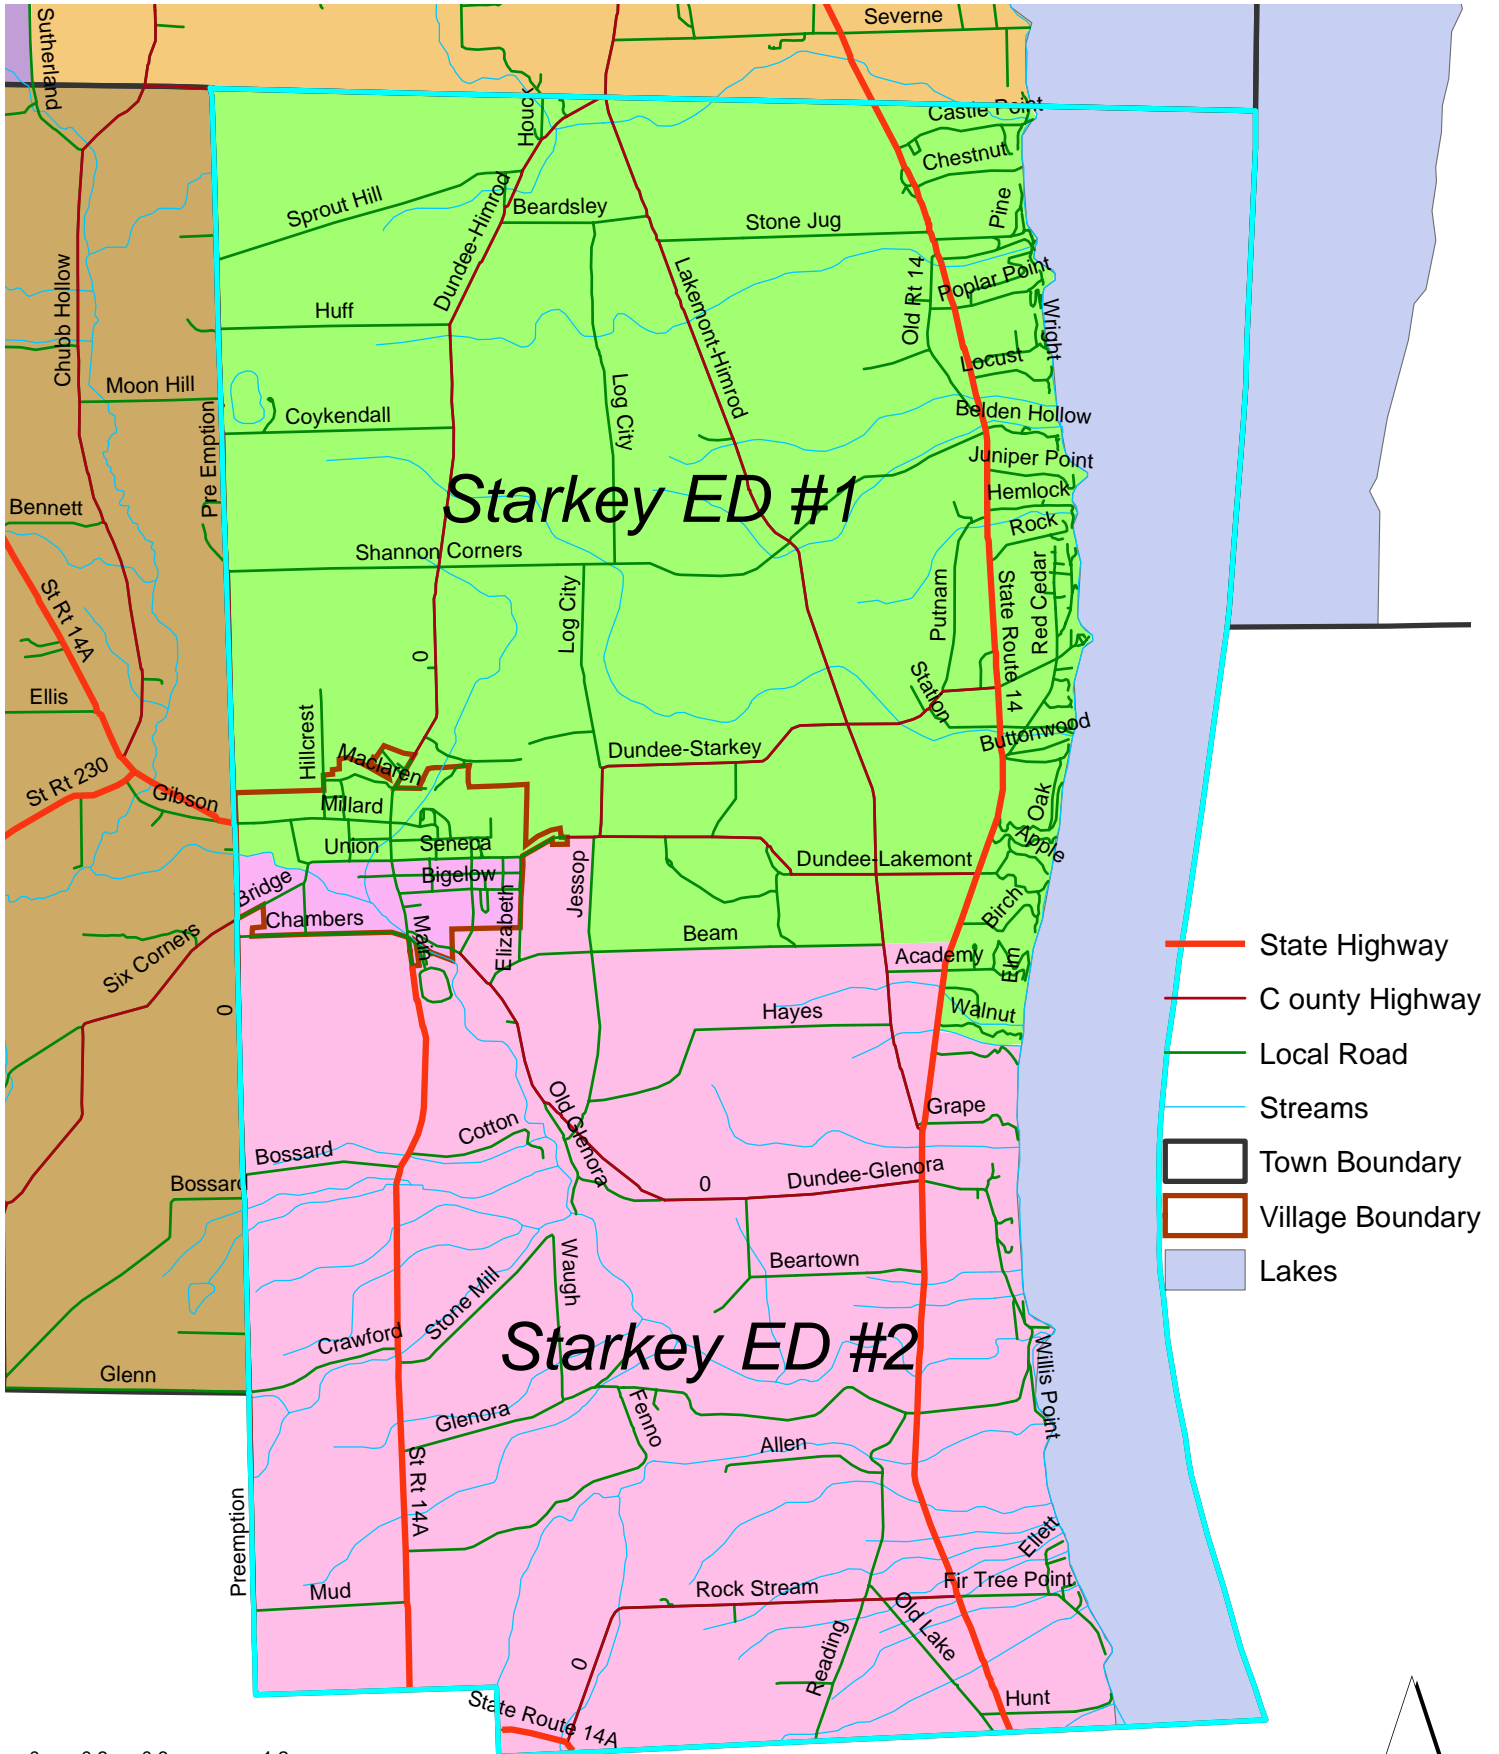 Severne
Sutherland
Houck
Castle Point
Chestnut
Sprout Hill
Dundee-Himrod
Beardsley
Stone Jug
Pine
Chubb Hollow
Lakemont-Himrod
Old Rt 14
Poplar Point
Huff
Wright
Locust
Moon Hill
Coykendall
Log City
Belden Hollow
Pre Emption
Juniper Point
Starkey ED #1
Hemlock
Bennett
Rock
Shannon Corners
St Rt 14A
Log City
Putnam
State Route 14
Red Cedar
0
Ellis
Station
Hillcrest
Maclaren
Dundee-Starkey
Buttonwood
St Rt 230
Gibson
Millard
Oak
Union
Seneca
Apple
Dundee-Lakemont
Bridge
Bigelow
Jessop
Birch
Chambers
Main
Elizabeth
Beam
Six Corners
Academy
Elm
State Highway
0
Hayes
Walnut
C ounty Highway
Local Road
Old Glenora
Grape
Streams
Cotton
Bossard
Town Boundary
Bossard
0
Dundee-Glenora
Village Boundary
Waugh
Beartown
Lakes
Stone Mill
Crawford
Starkey ED #2
Willis Point
Glenn
Glenora
Fenno
Allen
St Rt 14A
Preemption
Ellett
Mud
Rock Stream
Fir Tree Point
Old Lake
Reading
0
Hunt
State Route 14A